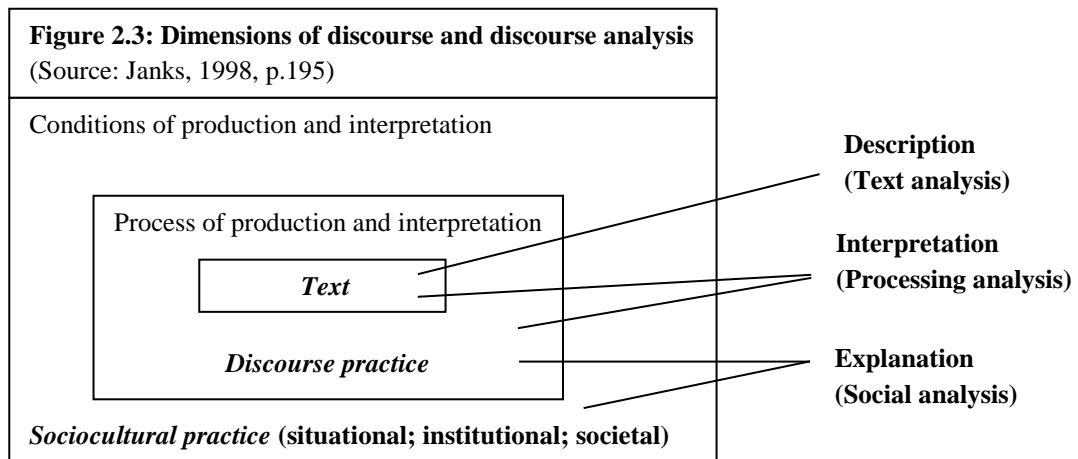 Figure 2.3: Dimensions of discourse and discourse analysis
(Source: Janks, 1998, p.195)
Conditions of production and interpretation
Process of production and interpretation
Text
Discourse practice
Sociocultural practice (situational; institutional; societal)
Description
(Text analysis)
Interpretation
(Processing analysis)
Explanation
(Social analysis)